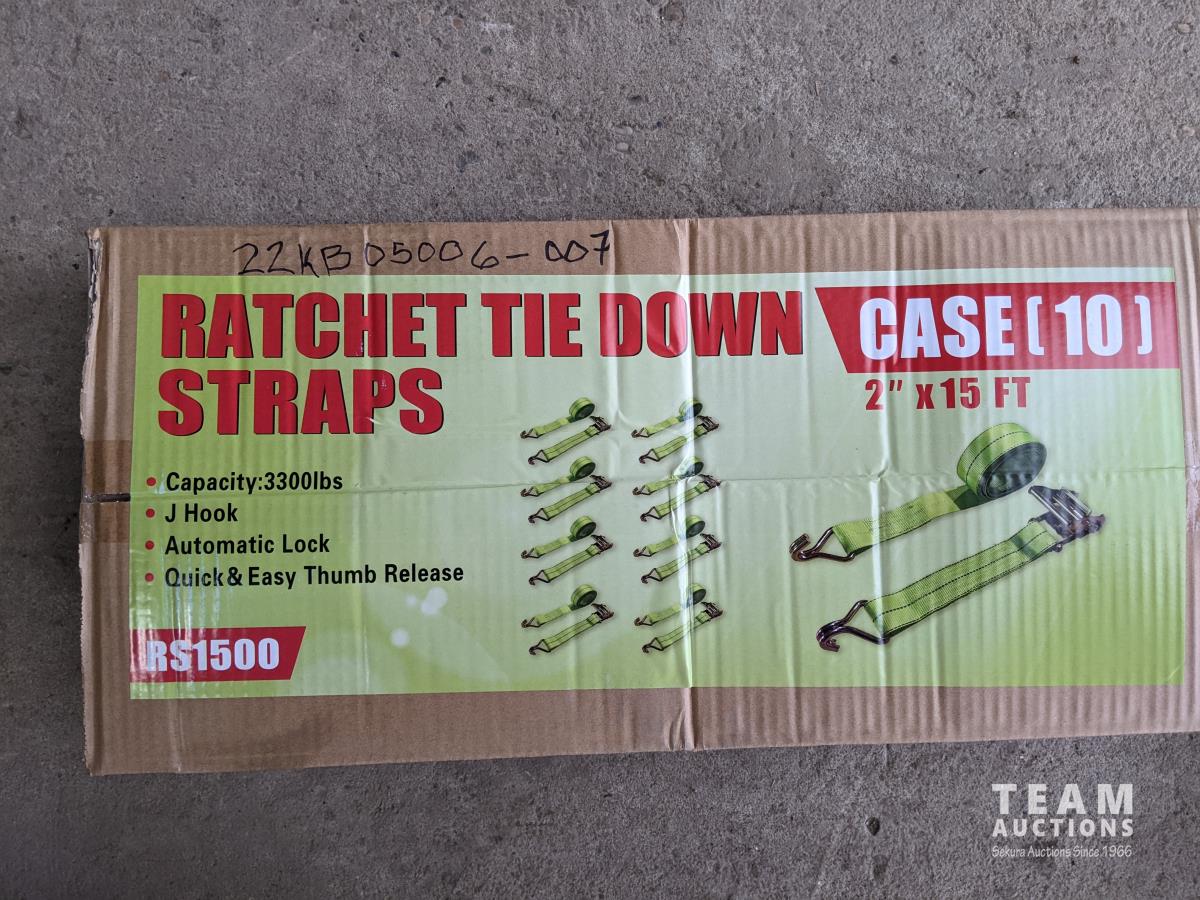 22KB05006-007
RATCHET TIE DOWN
STRAPS
CASE (10)
2" x 15 FT
• Capacity:3300lbs
• J Hook
• Automatic Lock
• Quick & Easy Thumb Release
RS1500
TEAM
AUCTIONS
Sekura Auctions Since 1966